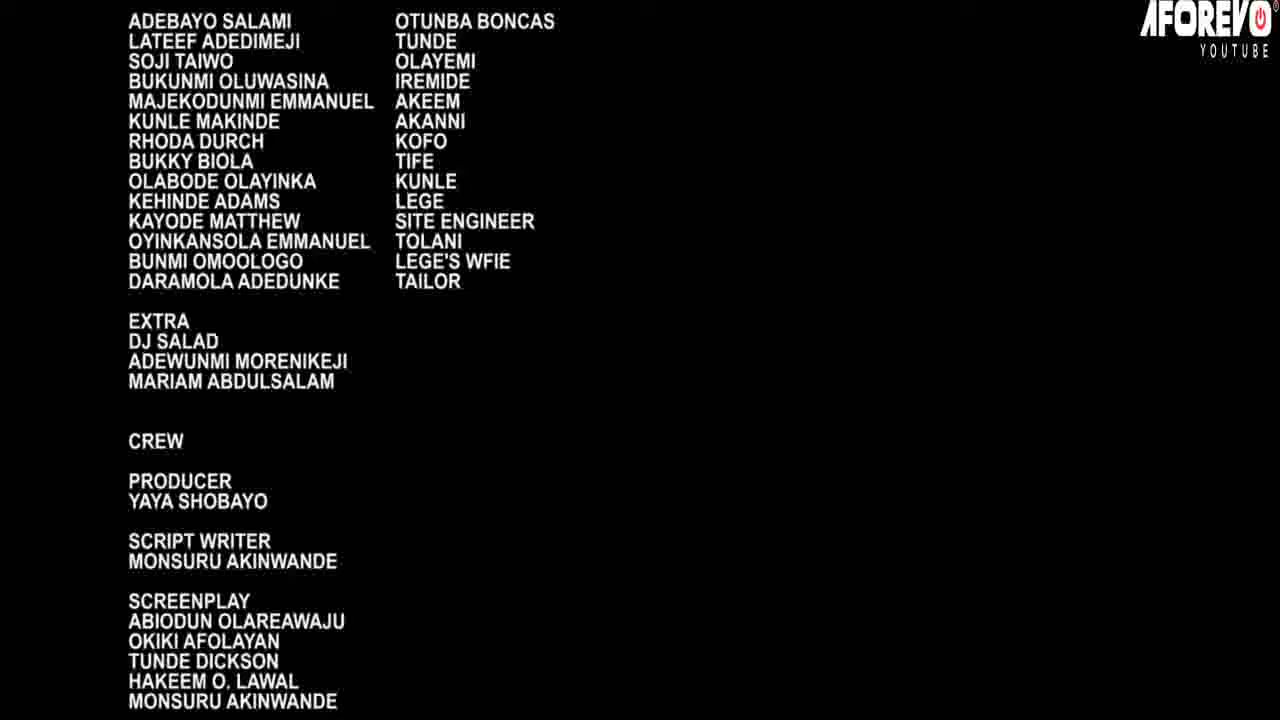 AFOREVO
YOUTUBE
ADEBAYO SALAMI OTUNBA BONCAS
LATEEF ADEDIMEJI TUNDE
SOJI TAIWO OLAYEMI
BUKUNMI OLUWASINA IREMIDE
MAJEKODUNMI EMMANUEL AKEEM
KUNLE MAKINDE AKANNI
RHODA DURCH KOFO
BUKKY BIOLA TIFE
OLABODE OLAYINKA KUNLE
KEHINDE ADAMS LEGE
KAYODE MATTHEW SITE ENGINEER
OYINKANSOLA EMMANUEL TOLANI
BUNMI OMOOLOGO LEGE'S WFIE
DARAMOLA ADEDUNKE TAILOR
EXTRA
DJ SALAD
ADEWUNMI MORENIKEJI
MARIAM ABDULSALAM
CREW
PRODUCER
YAYA SHOBAYO
SCRIPT WRITER
MONSURU AKINWANDE
SCREENPLAY
ABIODUN OLAREAWAJU
OKIKI AFOLAYAN
TUNDE DICKSON
HAKEEM O. LAWAL
MONSURU AKINWANDE